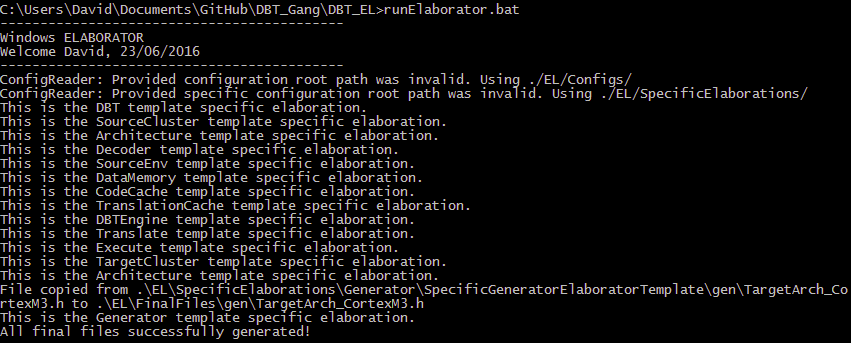 C:\Users\David\Documents\GitHub\DBT_Gang\DBT_EL>runElaborator.bat
-------------------------------------------
Windows ELABORATOR
Welcome David, 23/06/2016
-------------------------------------------
ConfigReader: Provided configuration root path was invalid. Using ./EL/Configs/
ConfigReader: Provided specific configuration root path was invalid. Using ./EL/SpecificElaborations/
This is the DBT template specific elaboration.
This is the SourceCluster template specific elaboration.
This is the Architecture template specific elaboration.
This is the Decoder template specific elaboration.
This is the SourceEnv template specific elaboration.
This is the DataMemory template specific elaboration.
This is the CodeCache template specific elaboration.
This is the TranslationCache template specific elaboration.
This is the DBTEngine template specific elaboration.
This is the Translate template specific elaboration.
This is the Execute template specific elaboration.
This is the TargetCluster template specific elaboration.
This is the Architecture template specific elaboration.
File copied from .\EL\SpecificElaborations\Generator\SpecificGeneratorElaboratorTemplate\gen\TargetArch_Co
rtexM3.h to .\EL\FinalFiles\gen\TargetArch_CortexM3.h
This is the Generator template specific elaboration.
All final files successfully generated!